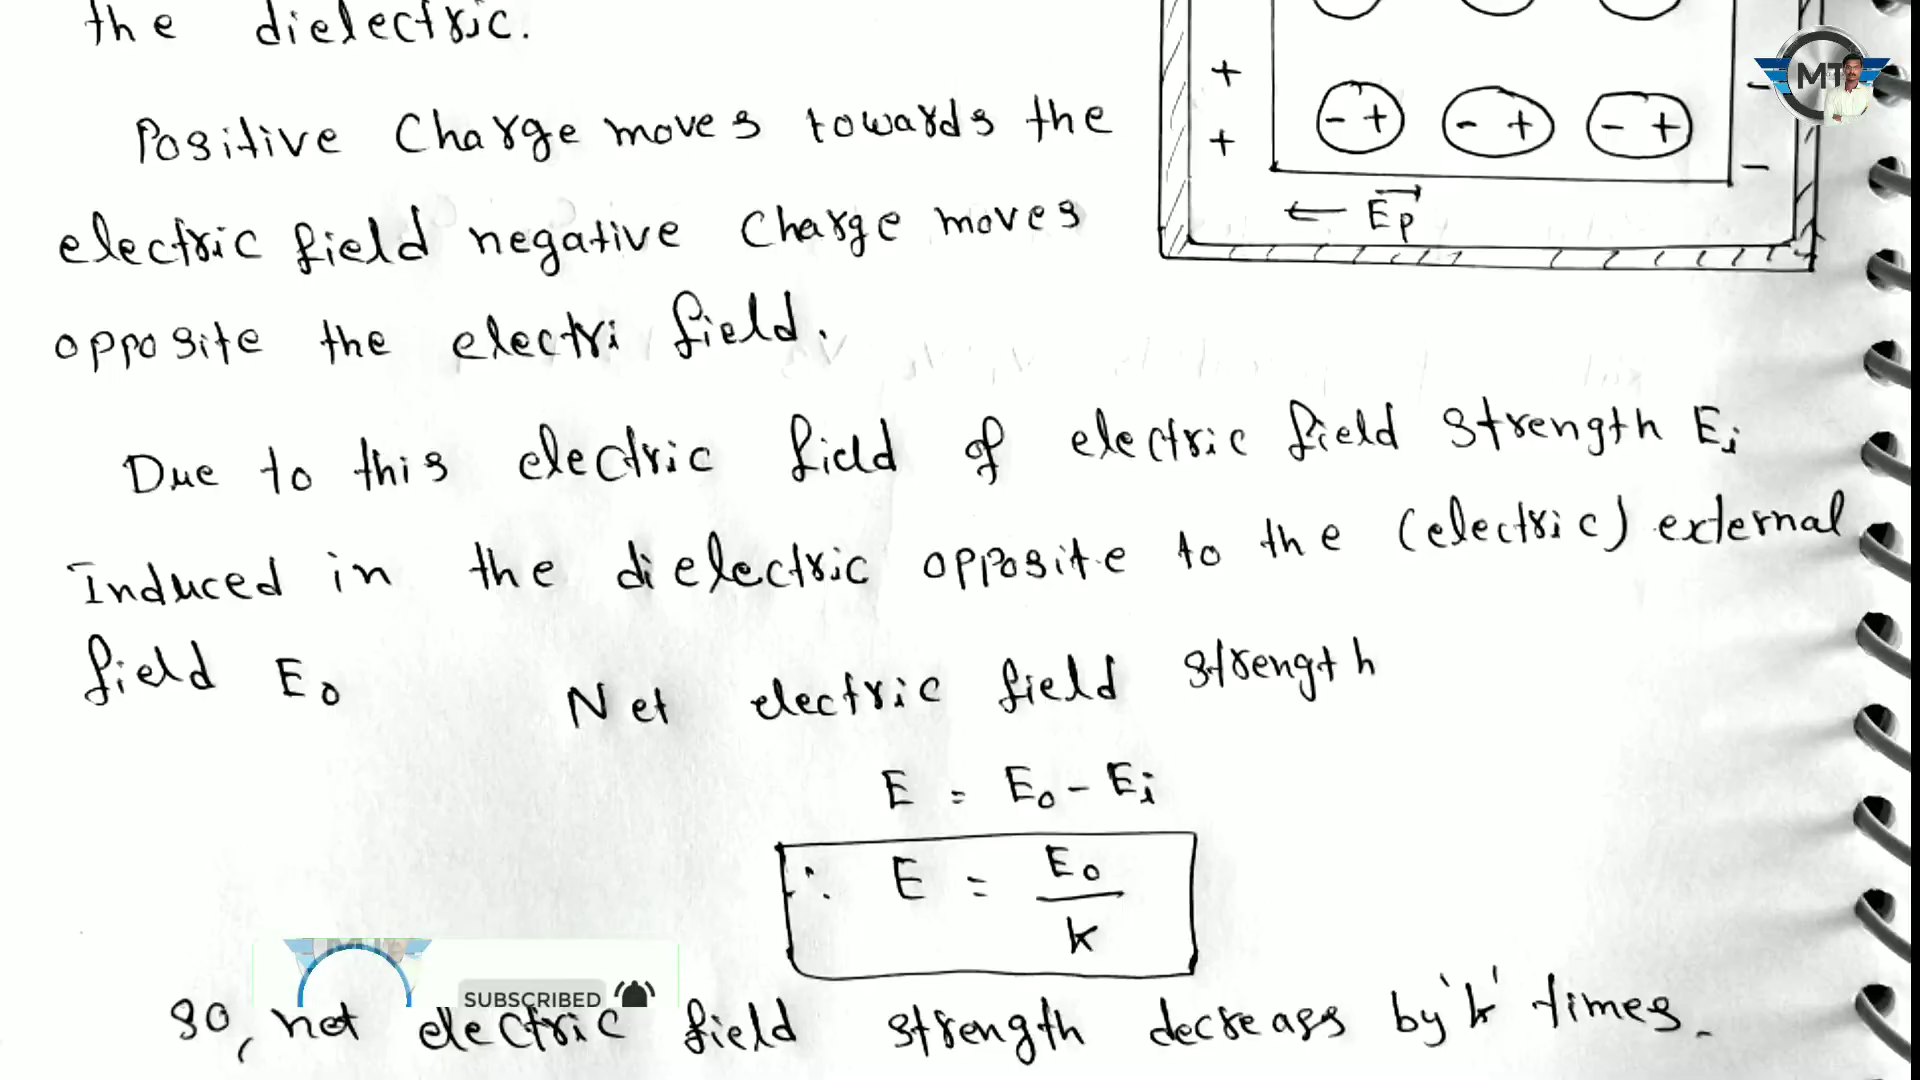 the dielectric.
Positive Charge moves towards the
electric field negative Charge moves
opposite the electri field.
+
+
- + - + - +
-
-
← Ep
MT
Due to this electric field of electric field strength Ei
Induced in the dielectric opposite to the (electric) external
field E0 Net electric field strength
E = E0 - Ei
∴ E = E0/k
SUBSCRIBED
So, net electric field strength decreases by 'k' times.